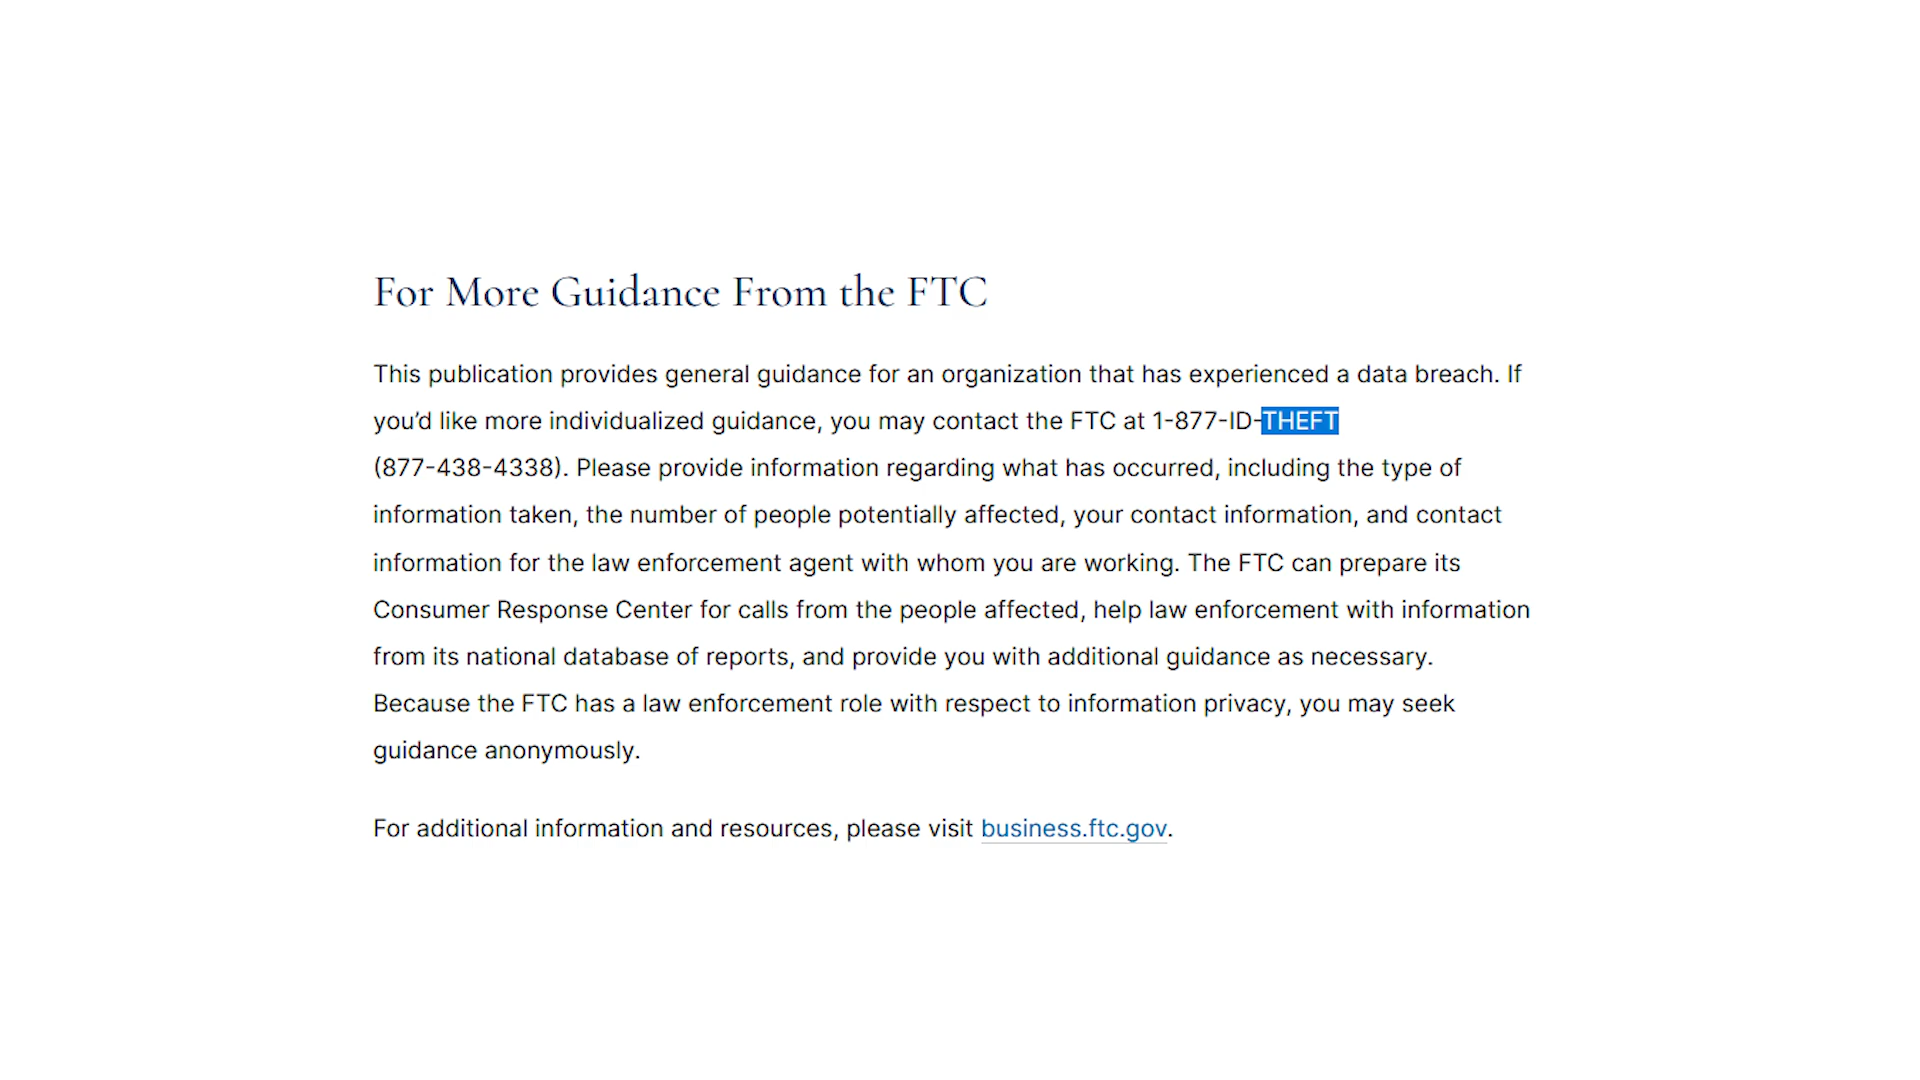 For More Guidance From the FTC
This publication provides general guidance for an organization that has experienced a data breach. If
you’d like more individualized guidance, you may contact the FTC at 1-877-ID-THEFT
(877-438-4338). Please provide information regarding what has occurred, including the type of
information taken, the number of people potentially affected, your contact information, and contact
information for the law enforcement agent with whom you are working. The FTC can prepare its
Consumer Response Center for calls from the people affected, help law enforcement with information
from its national database of reports, and provide you with additional guidance as necessary.
Because the FTC has a law enforcement role with respect to information privacy, you may seek
guidance anonymously.
For additional information and resources, please visit business.ftc.gov.